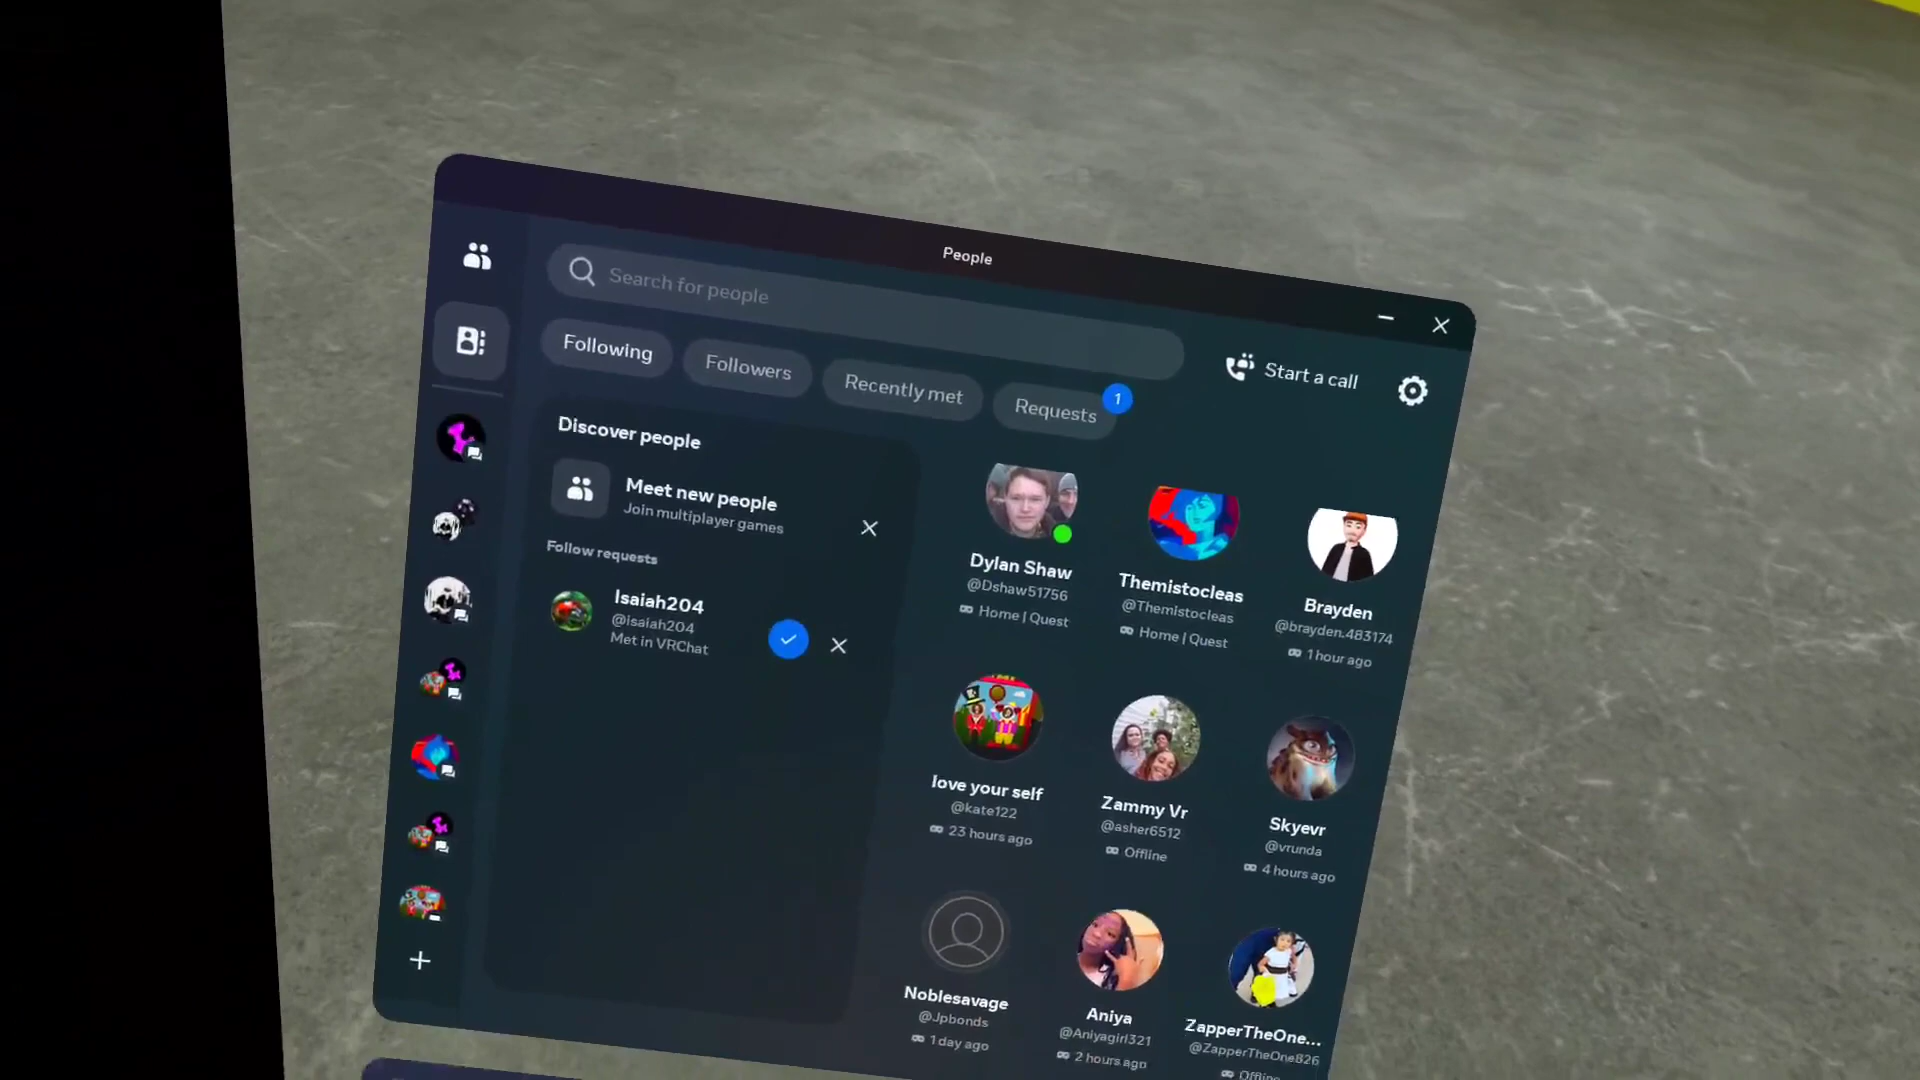 People
Search for people
Start a call
Following
Followers
Recently met
Requests
1
Discover people
Meet new people
Join multiplayer games
Follow requests
Isaiah204
@isaiah204
Met in VRChat
Dylan Shaw
@Dshaw51756
Home | Quest
Themistocleas
@Themistocleas
Home | Quest
Brayden
@brayden.483174
1 hour ago
love your self
@kate122
23 hours ago
Zammy Vr
@asher6512
Offline
Skyevr
@vrunda
4 hours ago
Noblesavage
@Jpbonds
1 day ago
Aniya
@Aniyagirl321
2 hours ago
ZapperTheOne...
@ZapperTheOne826
Offline